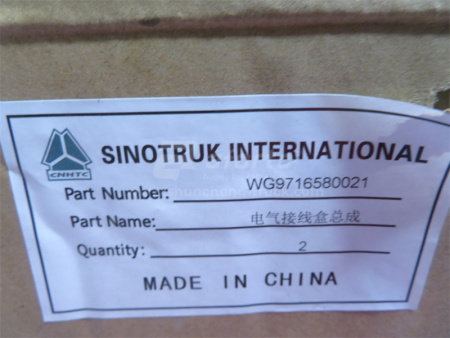 SINOTRUK INTERNATIONAL
CNHTC
Part Number: WG9716580021
Part Name: 电气接线盒总成
Quantity: 2
MADE IN CHINA